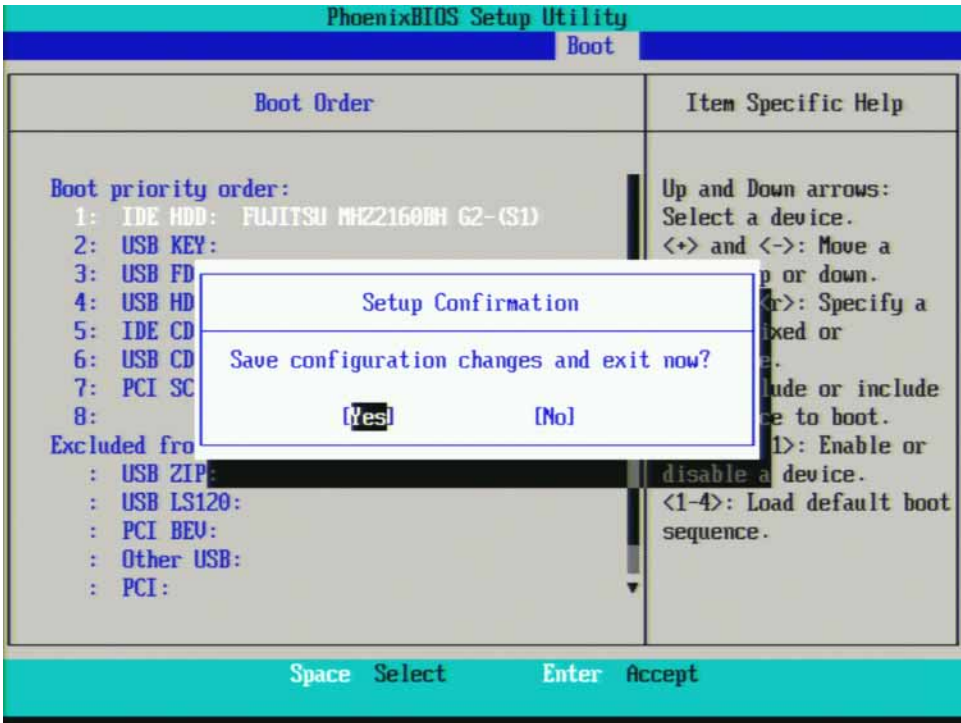 PhoenixBIOS Setup Utility
Boot
Boot Order
Item Specific Help
Boot priority order:
1: IDE HDD: FUJITSU MHZ2160BH G2-(S1)
2: USB KEY:
3: USB FD
4: USB HD
5: IDE CD
6: USB CD
7: PCI SC
8:
Excluded fro
: USB ZIP:
: USB LS120:
: PCI BEV:
: Other USB:
: PCI:
Setup Confirmation
Save configuration changes and exit now?
[Yes] [No]
Up and Down arrows:
Select a device.
<+> and <->: Move a
p or down.
<r>: Specify a
ixed or
e.
lude or include
ce to boot.
1>: Enable or
disable a device.
<1-4>: Load default boot
sequence.
Space Select Enter Accept